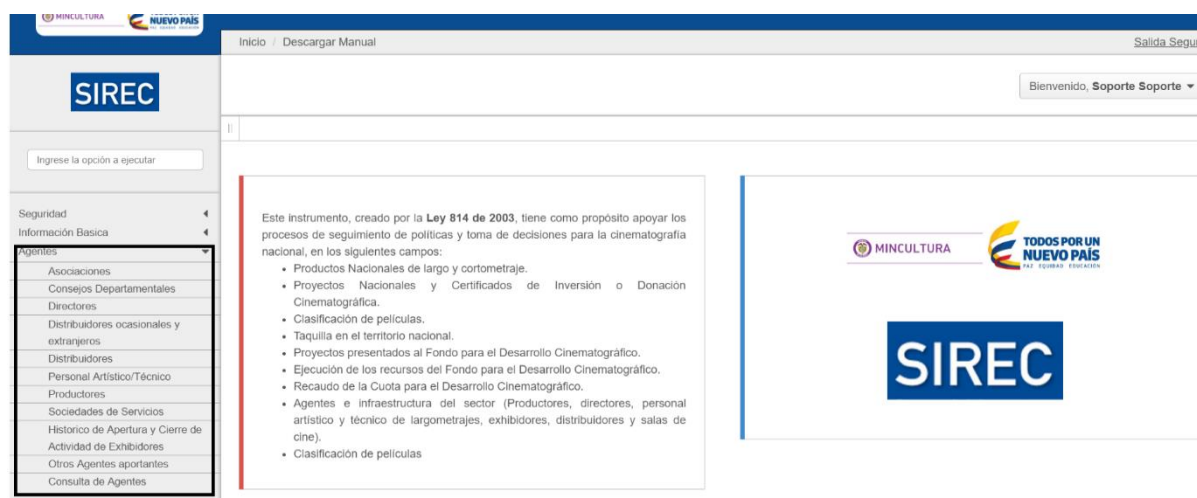 MINCULTURA
NUEVO PAÍS
PAZ EQUIDAD EDUCACIÓN
Inicio / Descargar Manual
Salida Segu
SIREC
Bienvenido, Soporte Soporte
Ingrese la opción a ejecutar
Seguridad
Información Basica
Agentes
Asociaciones
Consejos Departamentales
Directores
Distribuidores ocasionales y
extranjeros
Distribuidores
Personal Artístico/Técnico
Productores
Sociedades de Servicios
Historico de Apertura y Cierre de
Actividad de Exhibidores
Otros Agentes aportantes
Consulta de Agentes
Este instrumento, creado por la Ley 814 de 2003, tiene como propósito apoyar los
procesos de seguimiento de políticas y toma de decisiones para la cinematografía
nacional, en los siguientes campos:
• Productos Nacionales de largo y cortometraje.
• Proyectos Nacionales y Certificados de Inversión o Donación
Cinematográfica.
• Clasificación de películas.
• Taquilla en el territorio nacional.
• Proyectos presentados al Fondo para el Desarrollo Cinematográfico.
• Ejecución de los recursos del Fondo para el Desarrollo Cinematográfico.
• Recaudo de la Cuota para el Desarrollo Cinematográfico.
• Agentes e infraestructura del sector (Productores, directores, personal
artístico y técnico de largometrajes, exhibidores, distribuidores y salas de
cine).
• Clasificación de películas
MINCULTURA
TODOS POR UN
NUEVO PAÍS
PAZ EQUIDAD EDUCACIÓN
SIREC